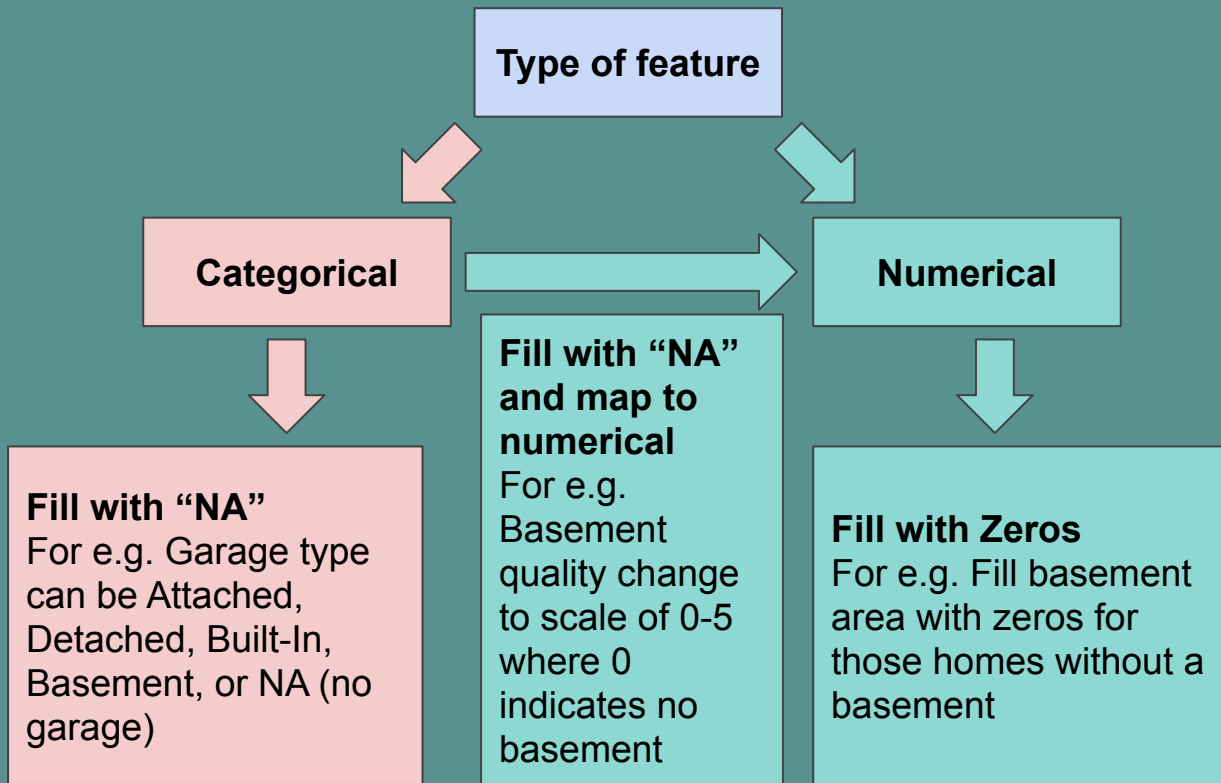 Type of feature
Categorical
Numerical
Fill with “NA”
For e.g. Garage type
can be Attached,
Detached, Built-In,
Basement, or NA (no
garage)
Fill with “NA”
and map to
numerical
For e.g.
Basement
quality change
to scale of 0-5
where 0
indicates no
basement
Fill with Zeros
For e.g. Fill basement
area with zeros for
those homes without a
basement